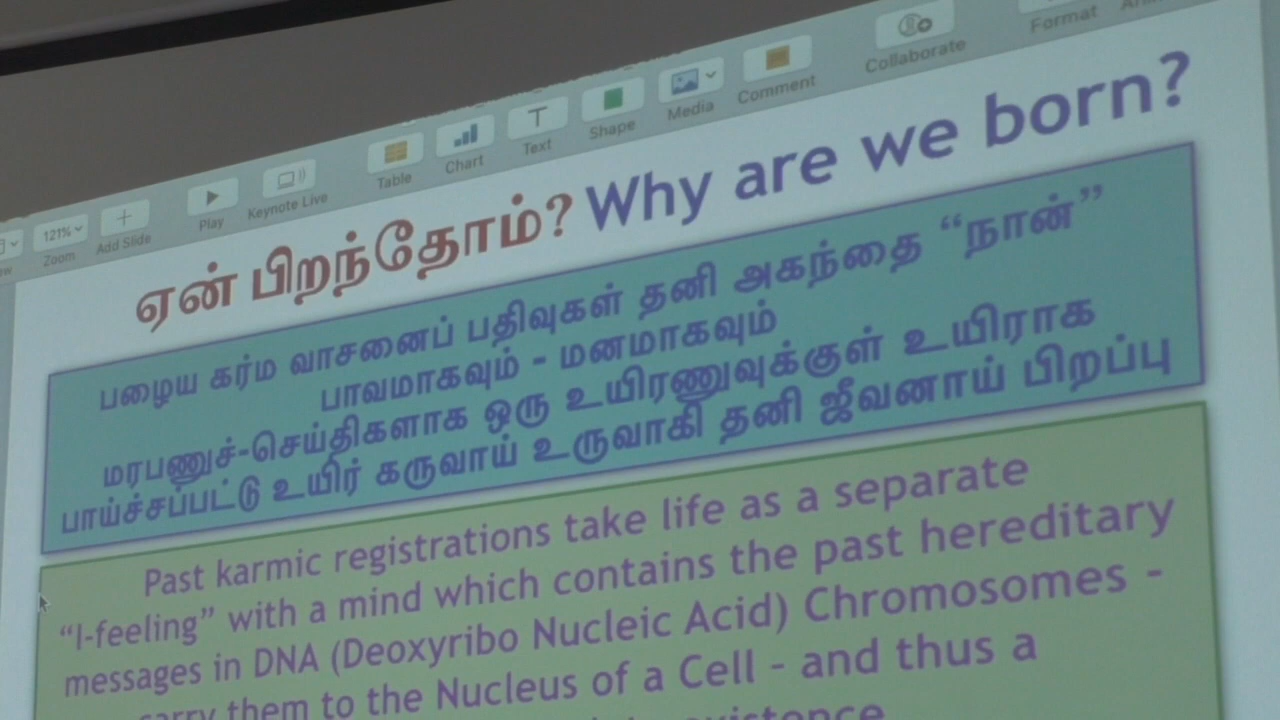 Collaborate
Format
Table Chart Text Shape Media Comment
121% Zoom Add Slide Play Keynote Live
ஏன் பிறந்தோம்? Why are we born?
பழைய கர்ம வாசனைப் பதிவுகள் தனி அகந்தை “நான்”
பாவமாகவும் - மனமாகவும்
மரபணுச்-செய்திகளாக ஒரு உயிரணுவுக்குள் உயிராக
பாய்ச்சப்பட்டு உயிர் கருவாய் உருவாகி தனி ஜீவனாய் பிறப்பு
Past karmic registrations take life as a separate
“I-feeling” with a mind which contains the past hereditary
messages in DNA (Deoxyribo Nucleic Acid) Chromosomes -
carry them to the Nucleus of a Cell - and thus a
existence